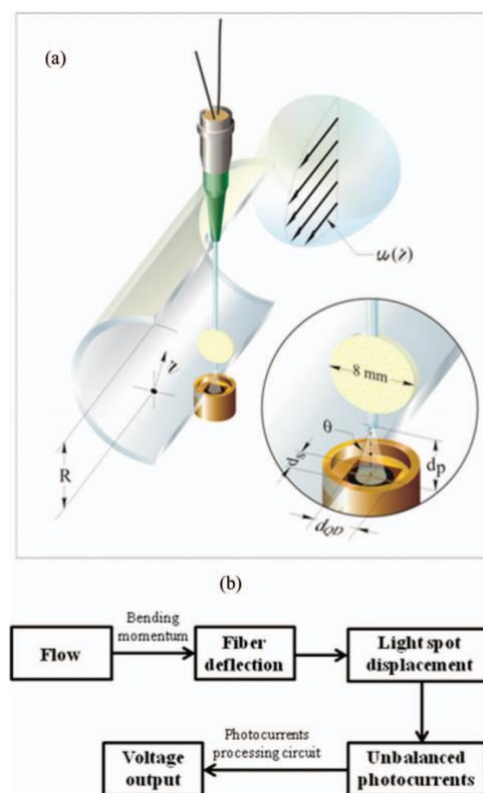 (a)
u(r)
r
R
8 mm
θ
ds
dp
dQD
(b)
Flow
Bending
momentum
Fiber
deflection
Light spot
displacement
Voltage
output
Photocurrents
processing circuit
Unbalanced
photocurrents